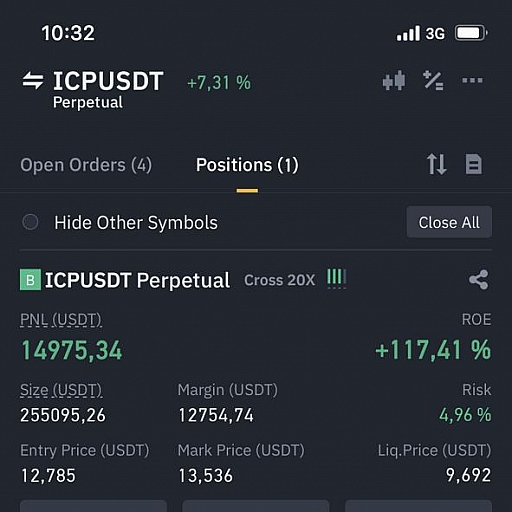 10:32 3G
ICPUSDT +7,31 %
Perpetual
Open Orders (4) Positions (1)
Hide Other Symbols Close All
B ICPUSDT Perpetual Cross 20X
PNL (USDT) ROE
14975,34 +117,41 %
Size (USDT) Margin (USDT) Risk
255095,26 12754,74 4,96 %
Entry Price (USDT) Mark Price (USDT) Liq.Price (USDT)
12,785 13,536 9,692